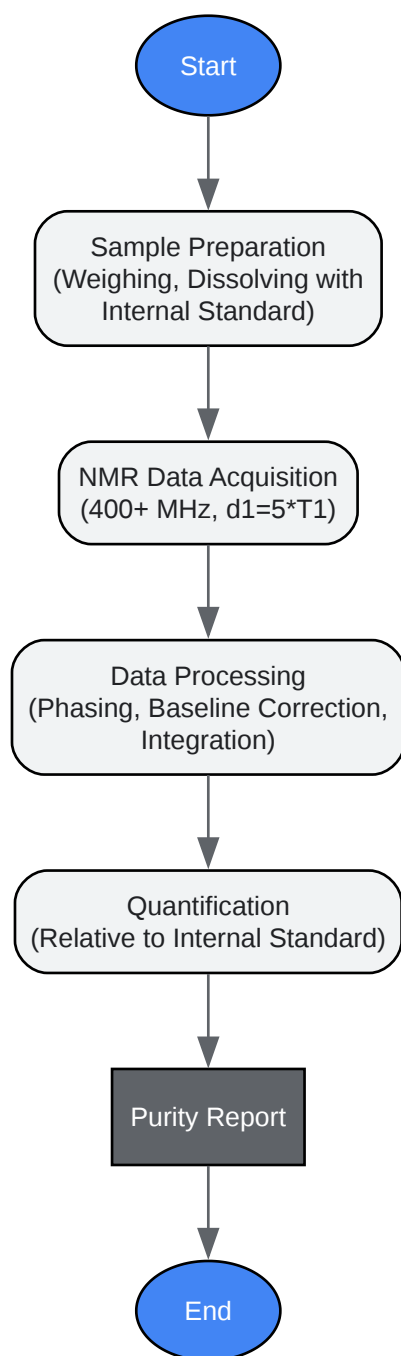 Start
Sample Preparation
(Weighing, Dissolving with
Internal Standard)
NMR Data Acquisition
(400+ MHz, d1=5*T1)
Data Processing
(Phasing, Baseline Correction,
Integration)
Quantification
(Relative to Internal Standard)
Purity Report
End